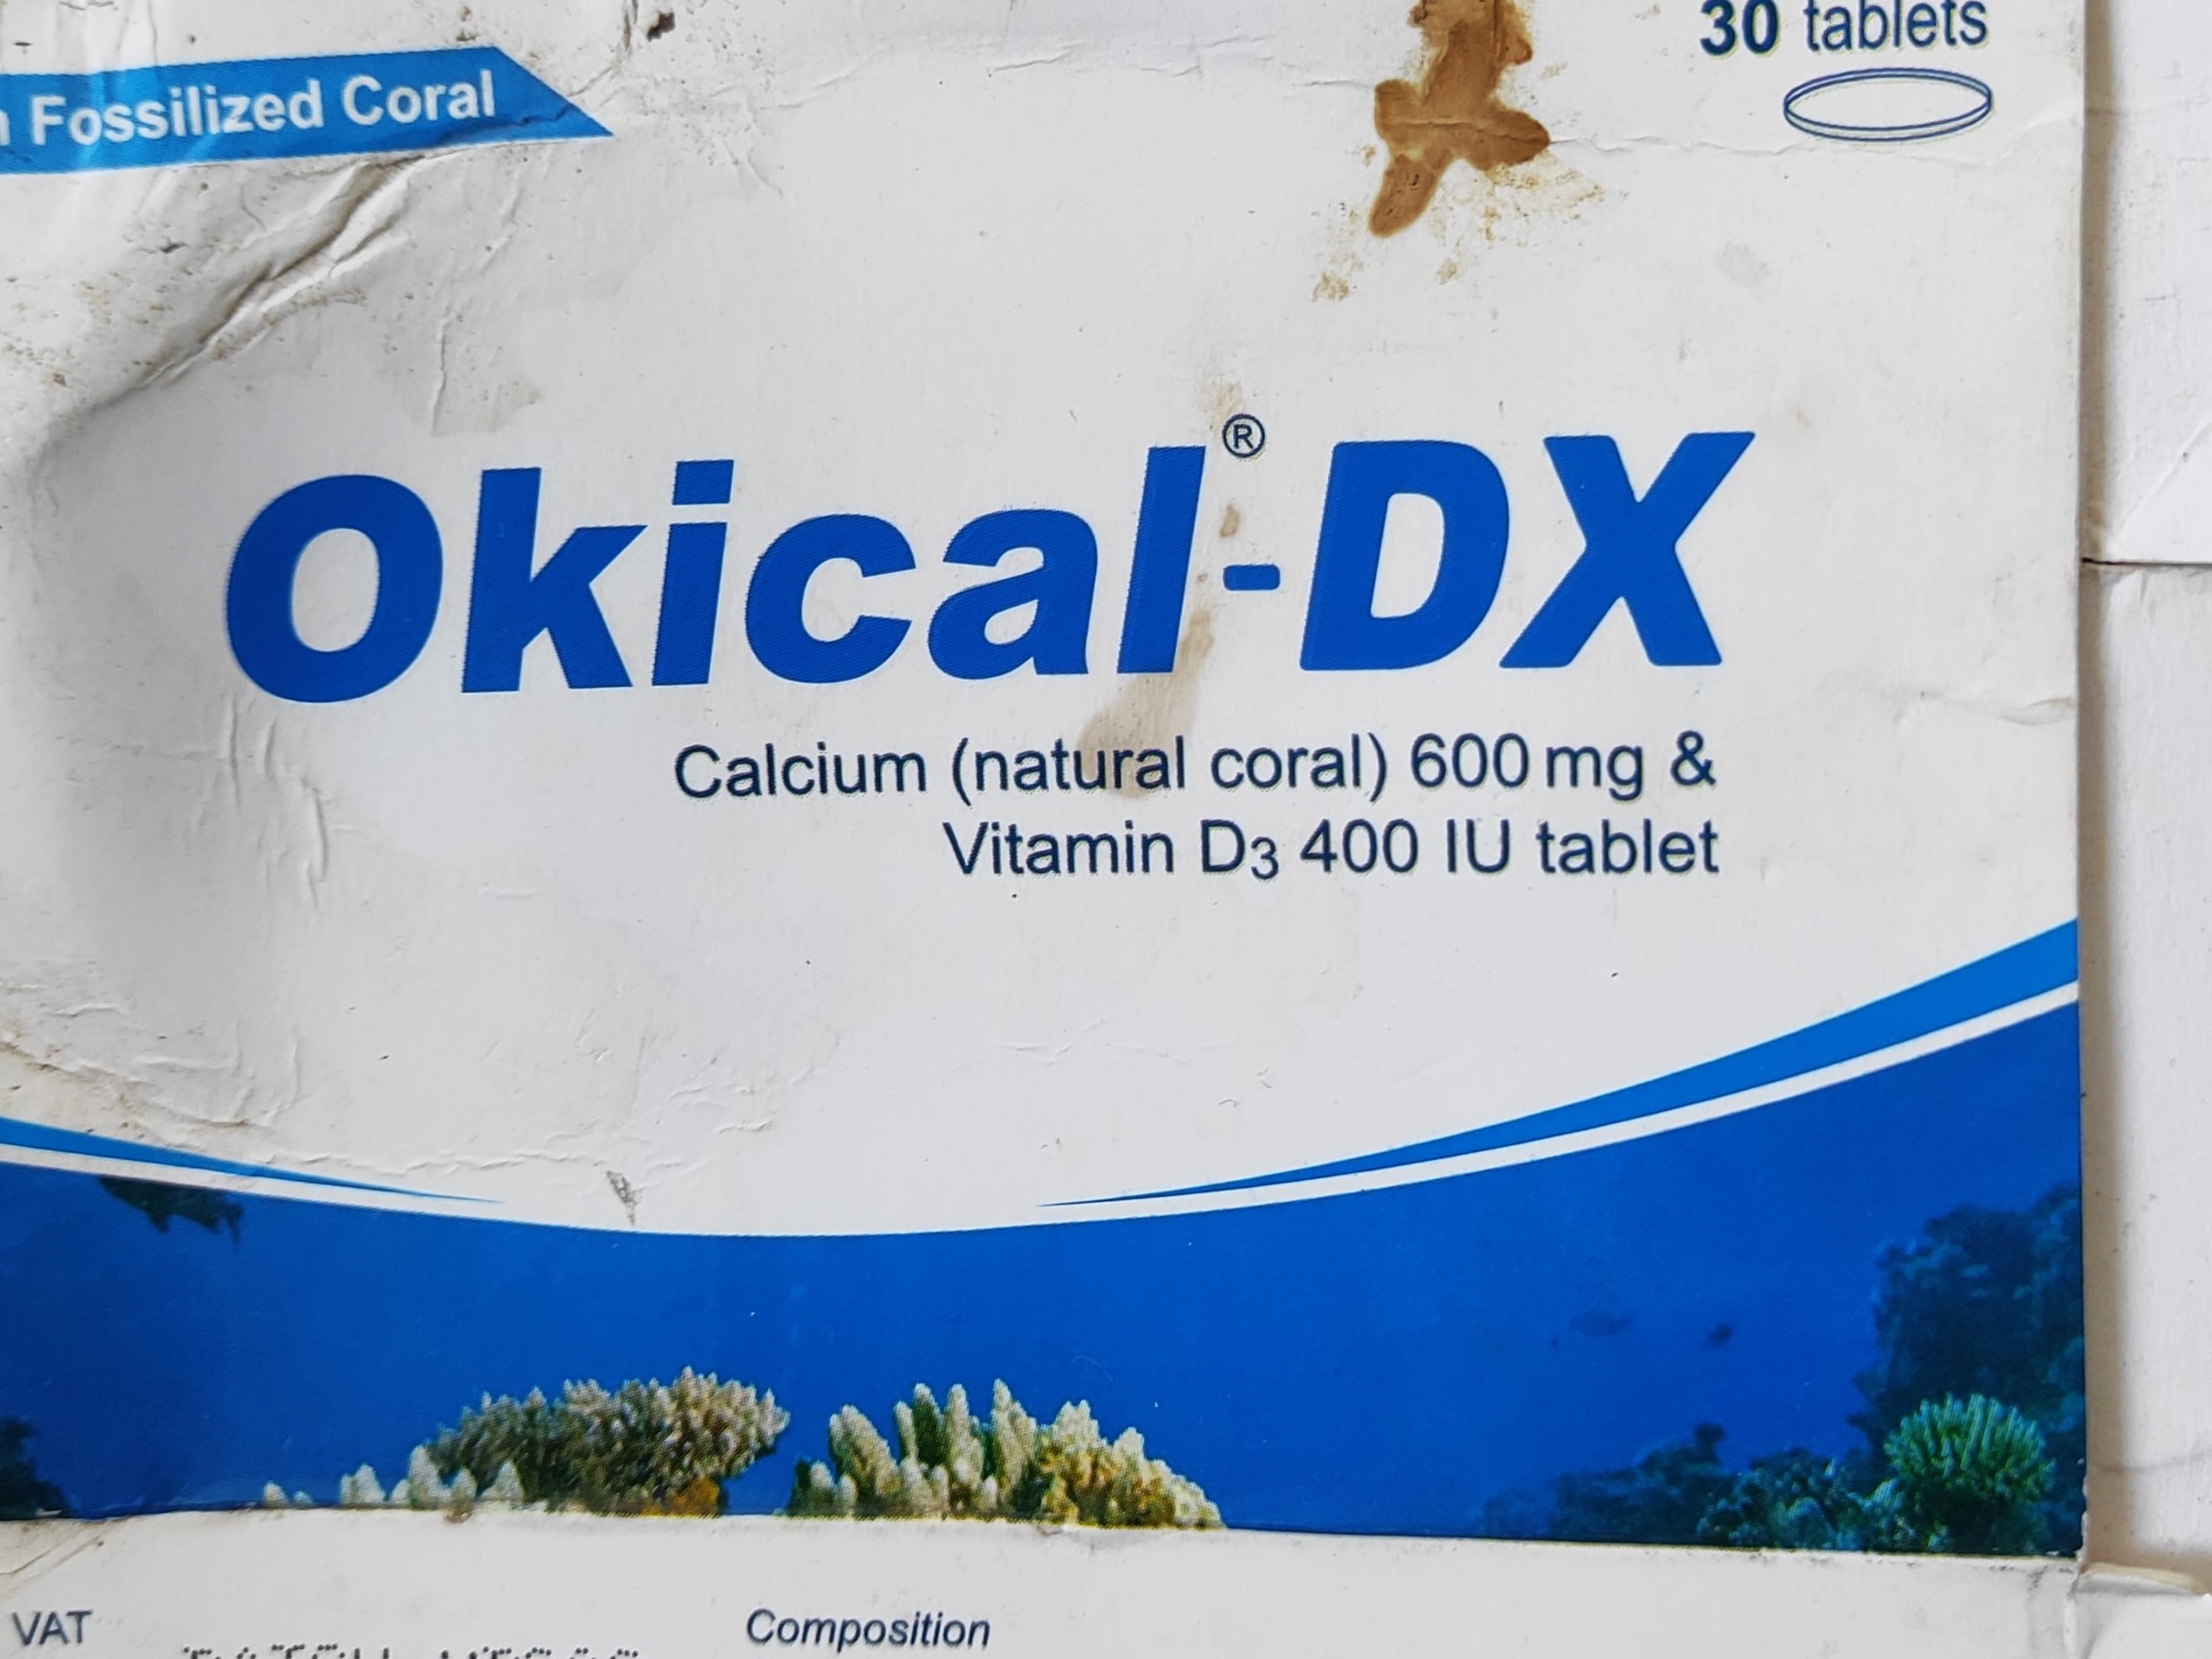 30 tablets
Fossilized Coral
Okical®-DX
Calcium (natural coral) 600 mg &
Vitamin D3 400 IU tablet
VAT
Composition